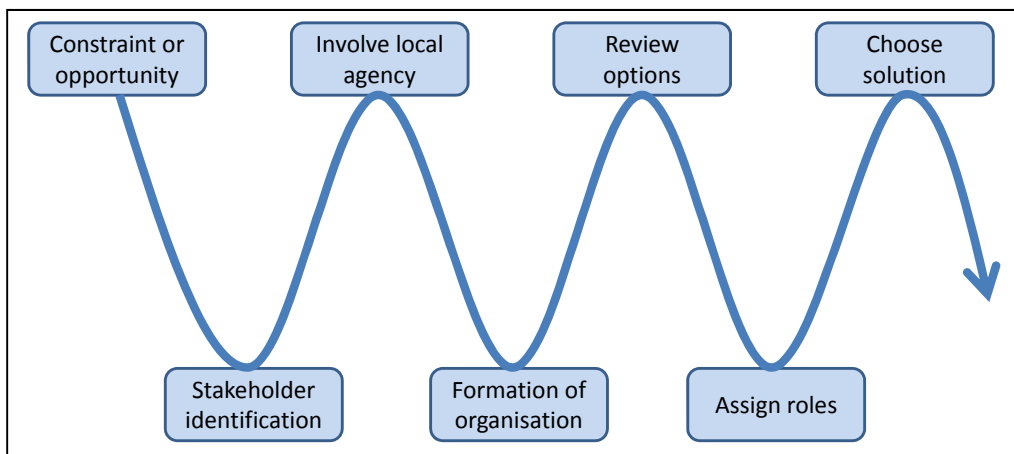 Constraint or
opportunity
Involve local
agency
Review
options
Choose
solution
Stakeholder
identification
Formation of
organisation
Assign roles